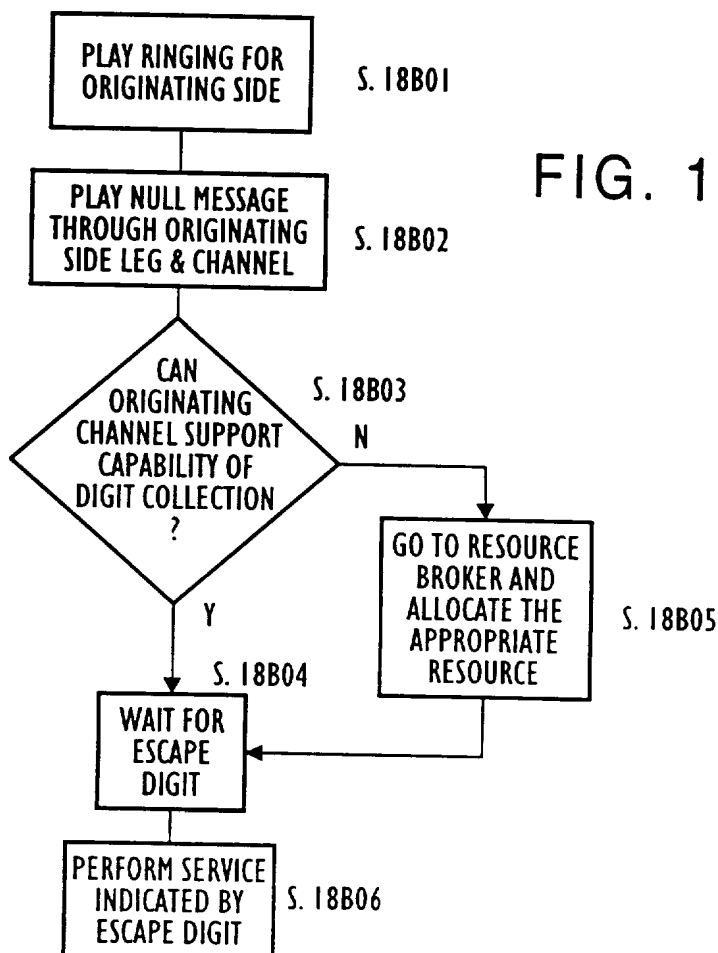 PLAY RINGING FOR
ORIGINATING SIDE
S. 18B01
FIG. 1
PLAY NULL MESSAGE
THROUGH ORIGINATING
SIDE LEG & CHANNEL
S. 18B02
CAN
ORIGINATING
CHANNEL SUPPORT
CAPABILITY OF
DIGIT COLLECTION
?
S. 18B03
N
Y
GO TO RESOURCE
BROKER AND
ALLOCATE THE
APPROPRIATE
RESOURCE
S. 18B05
S. 18B04
WAIT FOR
ESCAPE
DIGIT
PERFORM SERVICE
INDICATED BY
ESCAPE DIGIT
S. 18B06